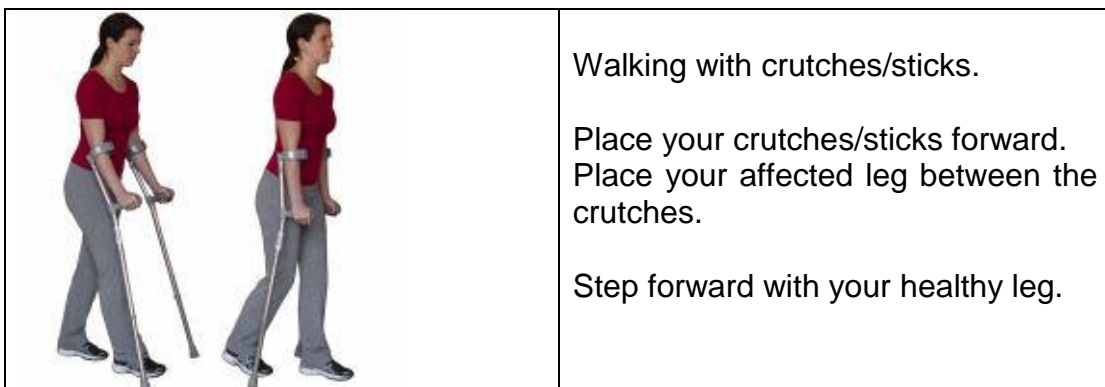 Walking with crutches/sticks.
Place your crutches/sticks forward.
Place your affected leg between the
crutches.
Step forward with your healthy leg.